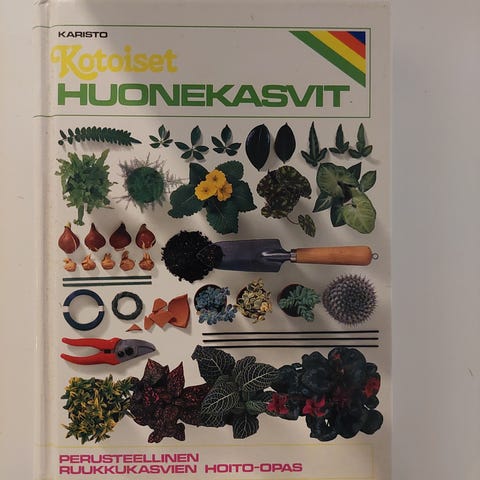 KARISTO
Kotoiset
HUONEKASVIT
PERUSTEELLINEN
RUUKKUKASVIEN HOITO-OPAS